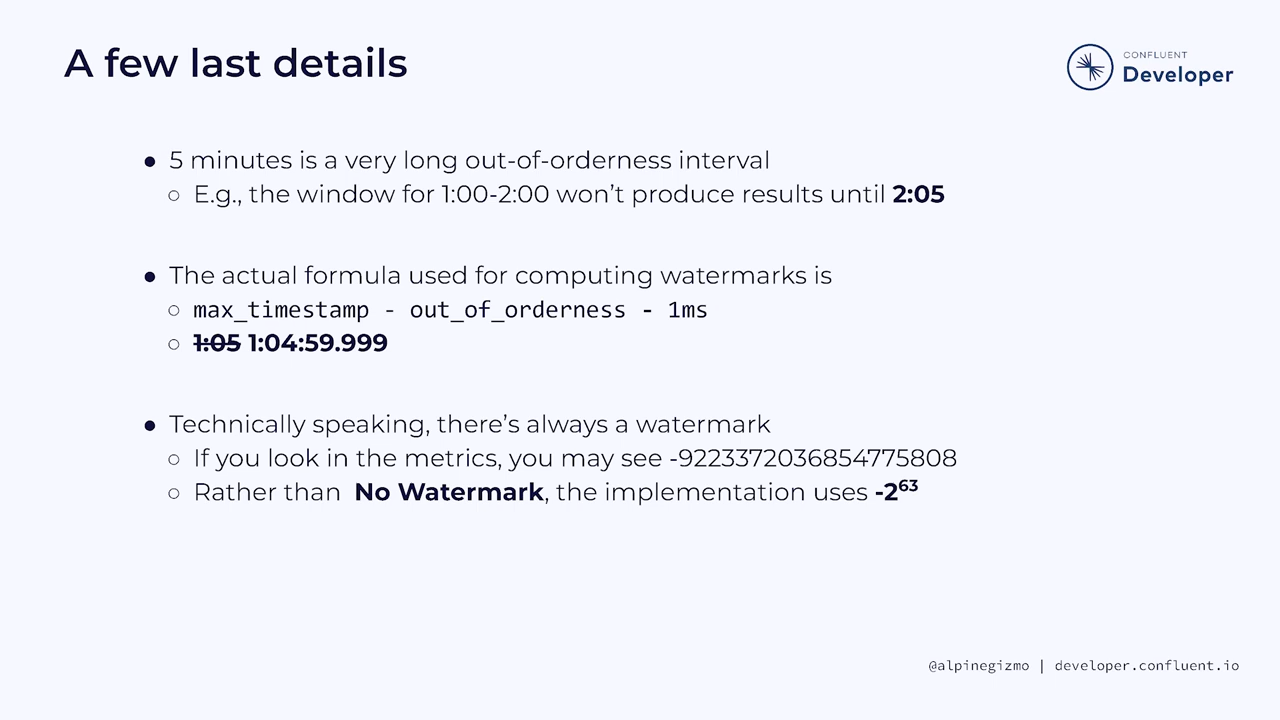 A few last details
CONFLUENT
Developer
● 5 minutes is a very long out-of-orderness interval
○ E.g., the window for 1:00-2:00 won’t produce results until 2:05
● The actual formula used for computing watermarks is
○ max_timestamp - out_of_orderness - 1ms
○ 1:05 1:04:59.999
● Technically speaking, there’s always a watermark
○ If you look in the metrics, you may see -9223372036854775808
○ Rather than No Watermark, the implementation uses -2⁶³
@alpinegizmo | developer.confluent.io